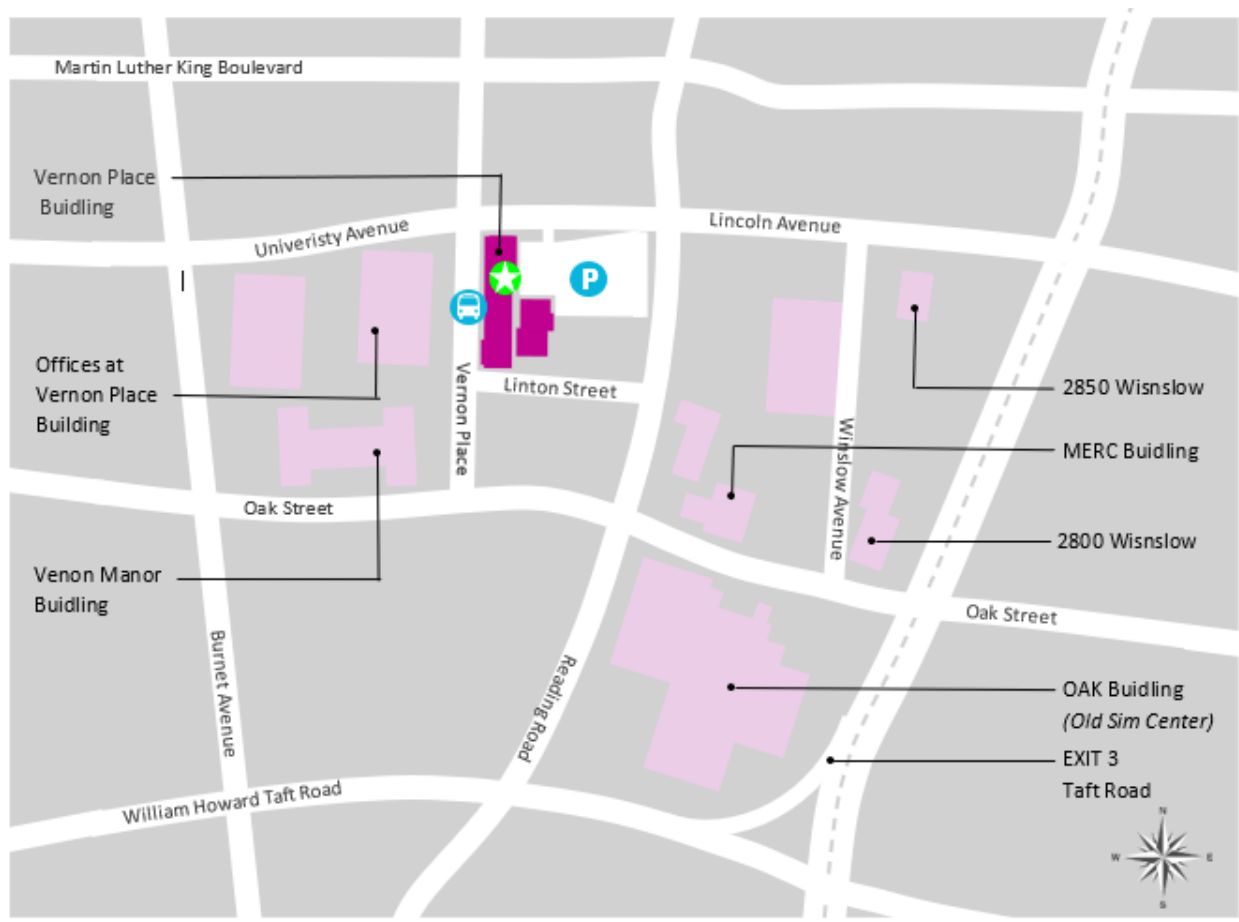 Martin Luther King Boulevard
Vernon Place
Buidling
Univeristy Avenue
Lincoln Avenue
P
Offices at
Vernon Place
Building
Vernon Place
Linton Street
2850 Wisnslow
Winslow Avenue
MERC Buidling
Oak Street
2800 Wisnslow
Venon Manor
Buidling
Oak Street
Burnet Avenue
Reading Road
OAK Buidling
(Old Sim Center)
EXIT 3
Taft Road
William Howard Taft Road
N
W
E
S